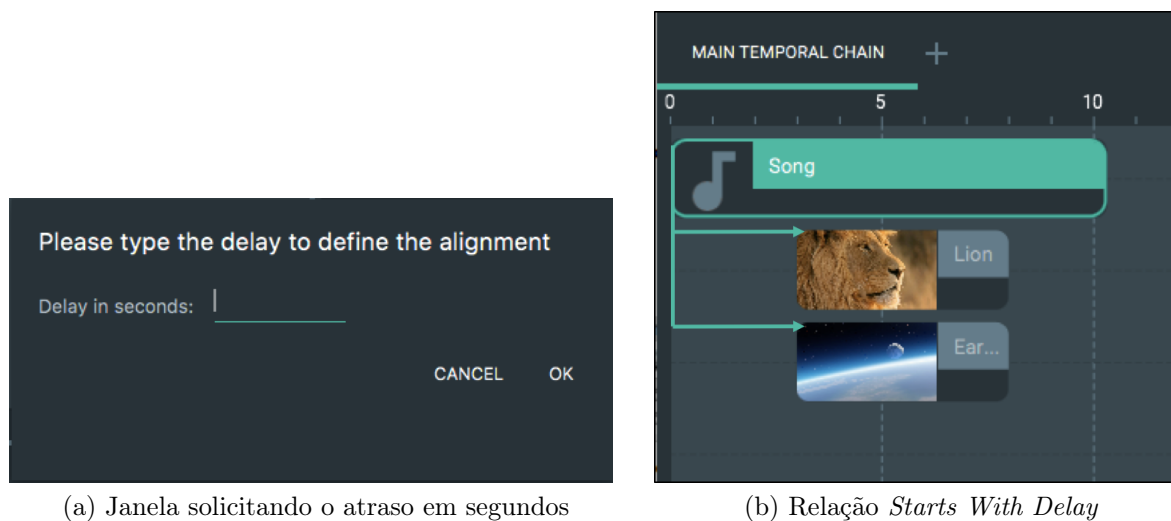 Please type the delay to define the alignment
Delay in seconds:
CANCEL OK
(a) Janela solicitando o atraso em segundos
MAIN TEMPORAL CHAIN +
0 5 10
Song
Lion
Ear...
(b) Relação Starts With Delay